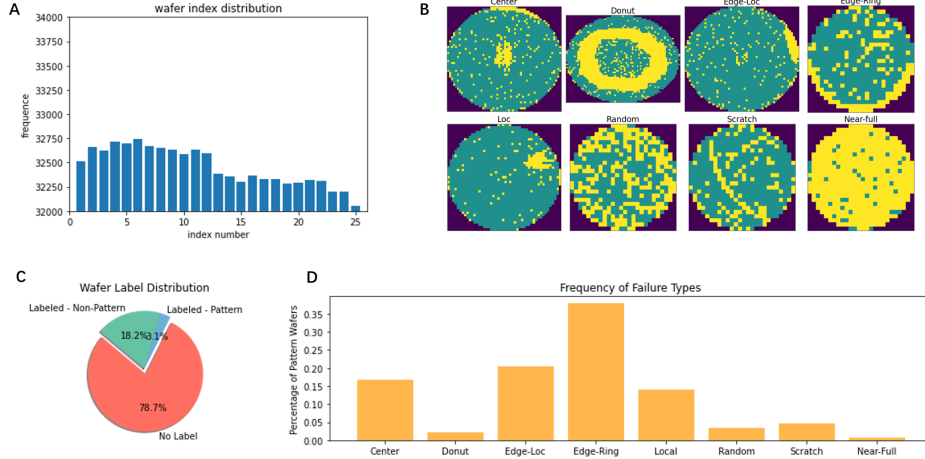 A
wafer index distribution
34000
33750
33500
33250
33000
32750
32500
32250
32000
frequence
0
5
10
15
20
25
index number
B
Center
Donut
Edge-Loc
Edge-Ring
Loc
Random
Scratch
Near-full
C
Wafer Label Distribution
Labeled - Non-Pattern
Labeled - Pattern
18.2%
3.1%
78.7%
No Label
D
Frequency of Failure Types
Percentage of Pattern Wafers
0.35
0.30
0.25
0.20
0.15
0.10
0.05
0.00
Center
Donut
Edge-Loc
Edge-Ring
Local
Random
Scratch
Near-Full